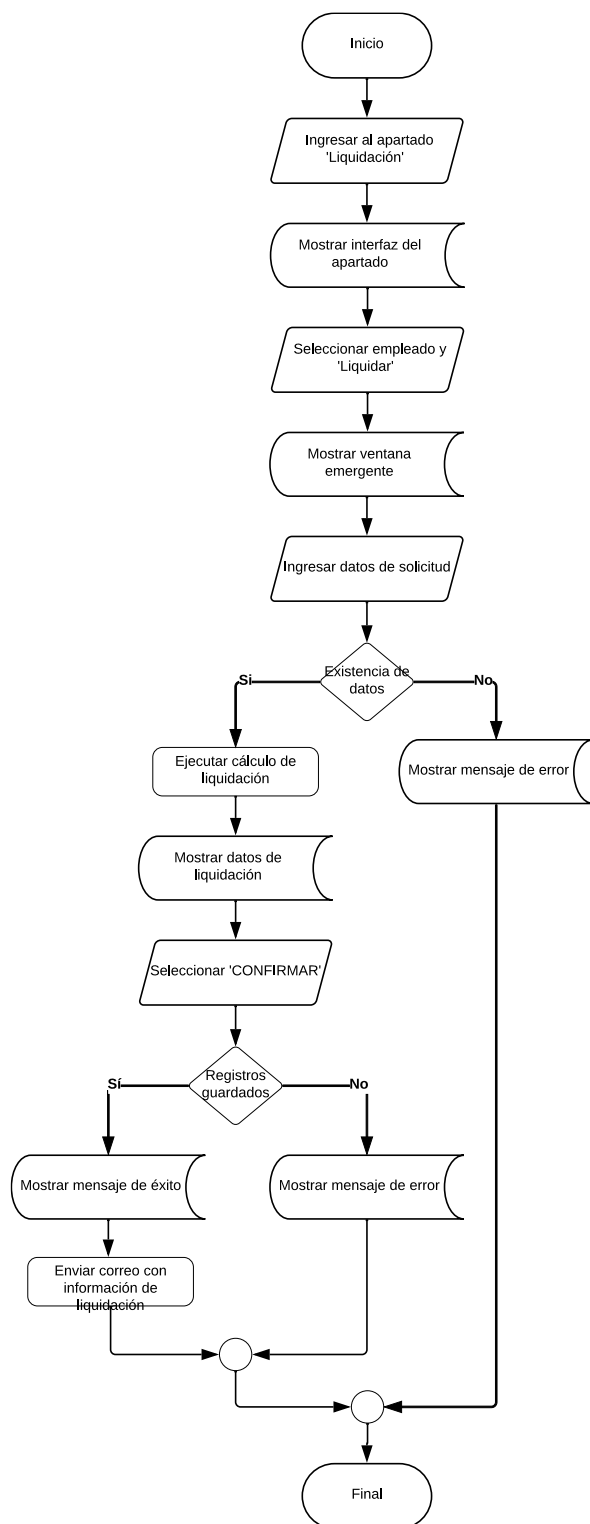 Inicio
Ingresar al apartado
'Liquidación'
Mostrar interfaz del
apartado
Seleccionar empleado y
'Liquidar'
Mostrar ventana
emergente
Ingresar datos de solicitud
Existencia de
datos
Si
No
Ejecutar cálculo de
liquidación
Mostrar mensaje de error
Mostrar datos de
liquidación
Seleccionar 'CONFIRMAR'
Registros
guardados
Sí
No
Mostrar mensaje de éxito
Mostrar mensaje de error
Enviar correo con
información de
liquidación
Final